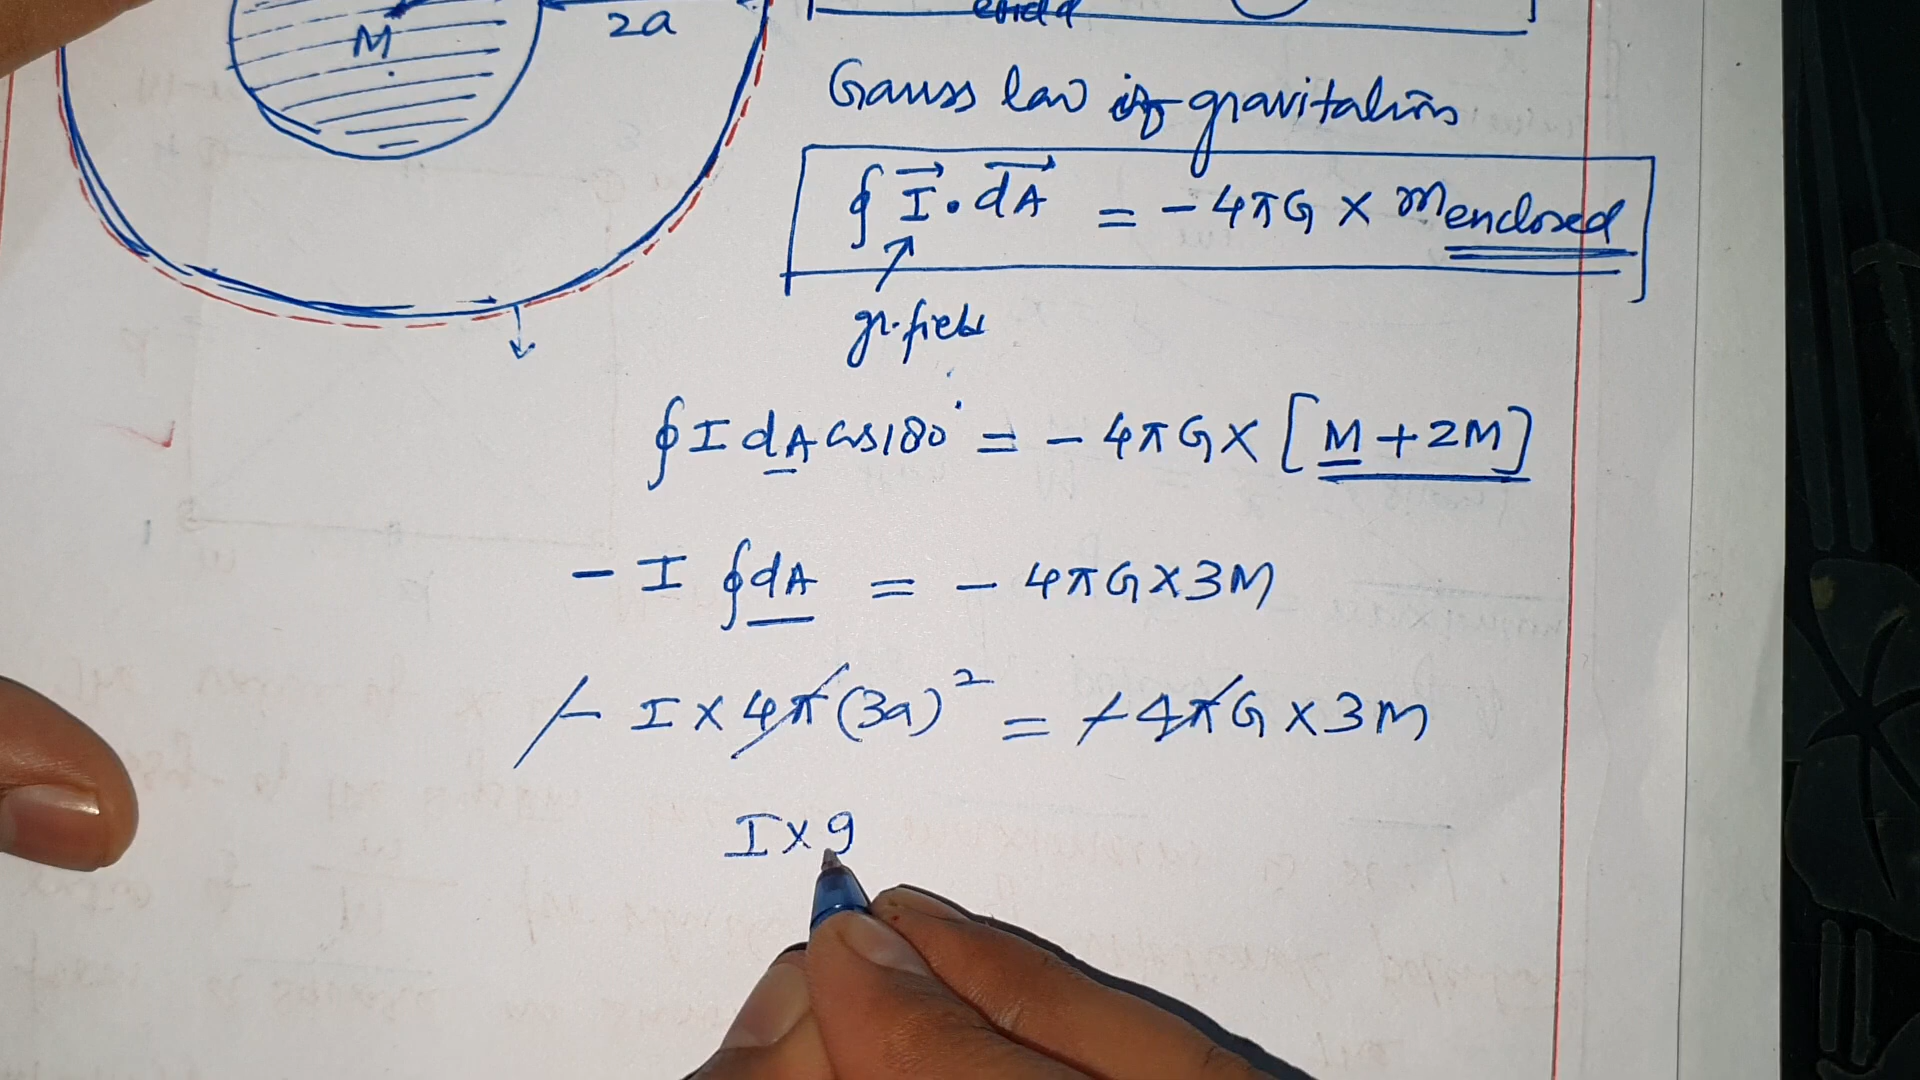 M
2a
Gauss law of gravitation
∮ I⃗ · dA⃗ = - 4πG × Menclosed
gr. field
∮ I dA cos180° = - 4πG × [M + 2M]
- I ∮ dA = - 4πG × 3M
- I × 4π (3a)² = - 4πG × 3M
I × 9